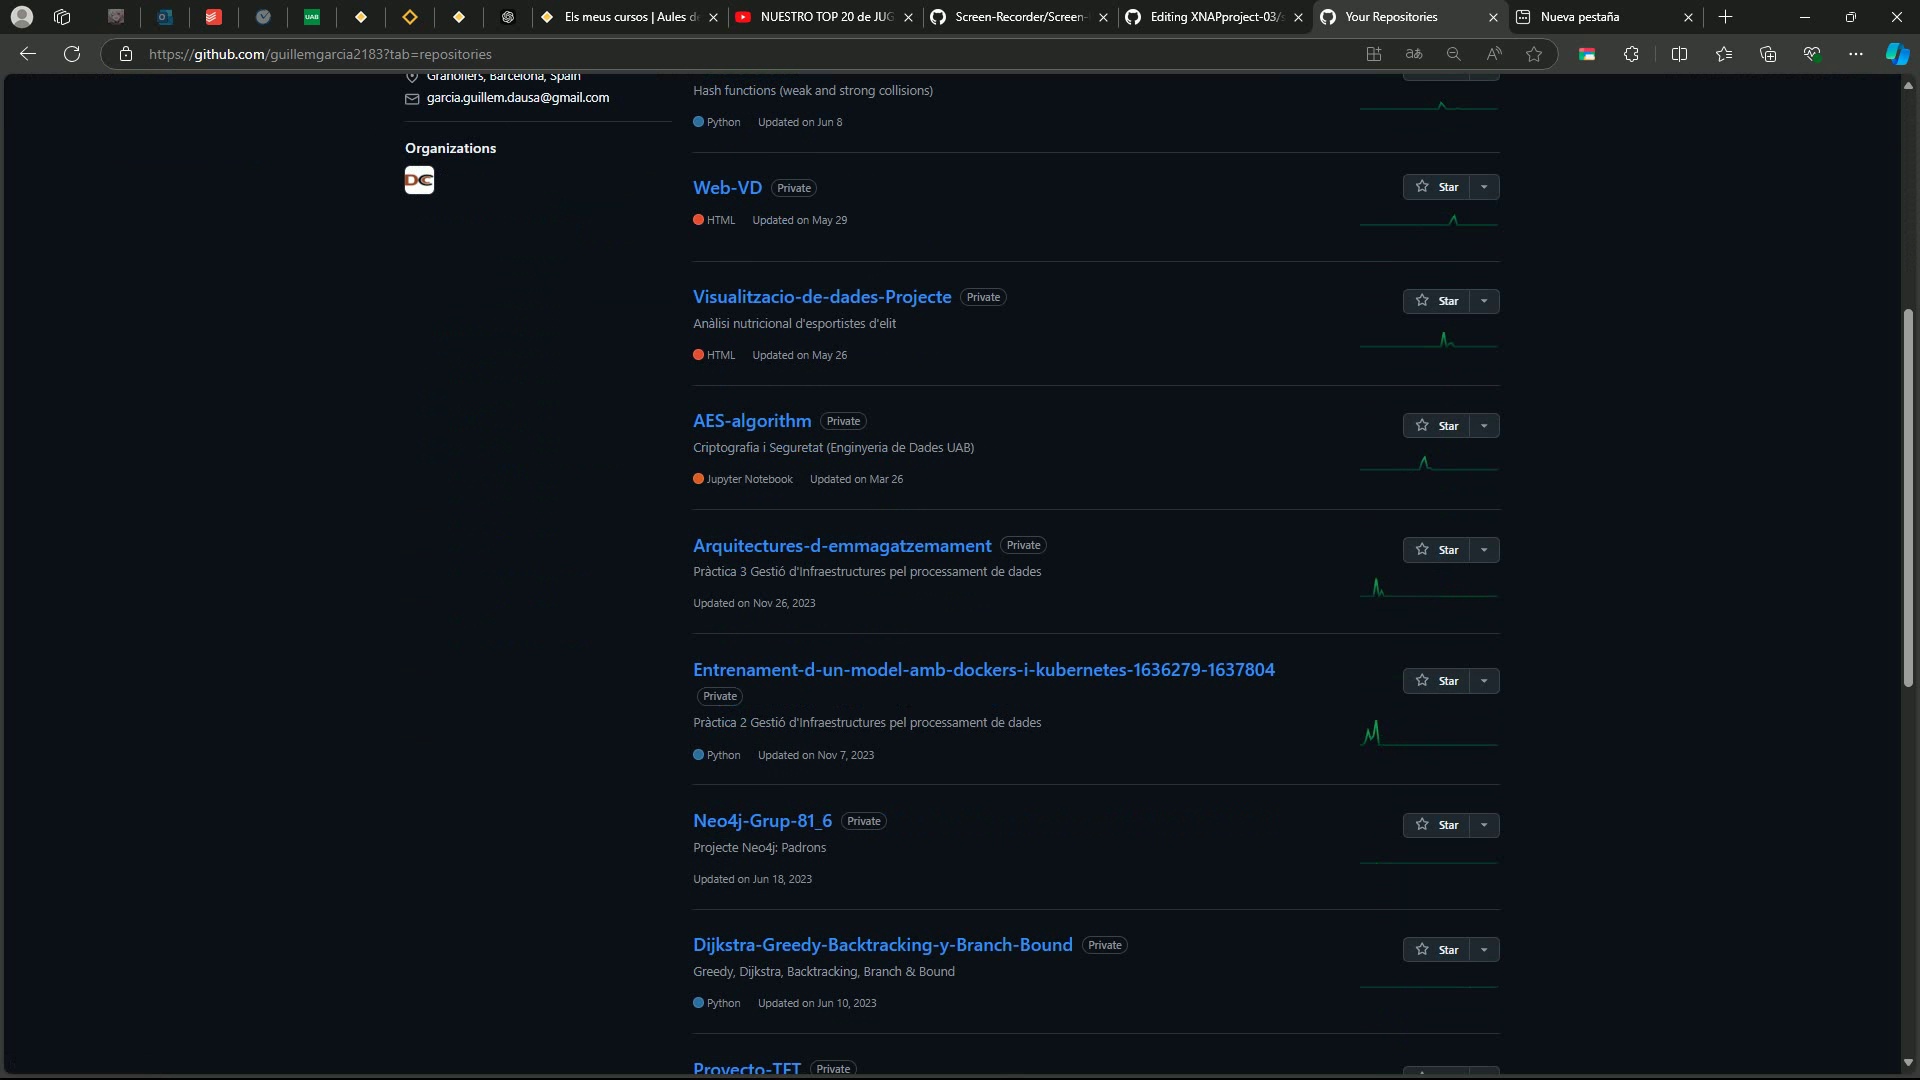 Els meus cursos | Aules d
NUESTRO TOP 20 de JUG
Screen-Recorder/Screen-
Editing XNAPproject-03/s
Your Repositories
Nueva pestaña
https://github.com/guillemgarcia2183?tab=repositories
Granollers, Barcelona, Spain
garcia.guillem.dausa@gmail.com
Organizations
DC
Hash functions (weak and strong collisions)
Python Updated on Jun 8
Web-VD Private
Star
HTML Updated on May 29
Visualitzacio-de-dades-Projecte Private
Star
Anàlisi nutricional d'esportistes d'elit
HTML Updated on May 26
AES-algorithm Private
Star
Criptografia i Seguretat (Enginyeria de Dades UAB)
Jupyter Notebook Updated on Mar 26
Arquitectures-d-emmagatzemament Private
Star
Pràctica 3 Gestió d'Infraestructures pel processament de dades
Updated on Nov 26, 2023
Entrenament-d-un-model-amb-dockers-i-kubernetes-1636279-1637804
Private
Star
Pràctica 2 Gestió d'Infraestructures pel processament de dades
Python Updated on Nov 7, 2023
Neo4j-Grup-81_6 Private
Star
Projecte Neo4j: Padrons
Updated on Jun 18, 2023
Dijkstra-Greedy-Backtracking-y-Branch-Bound Private
Star
Greedy, Dijkstra, Backtracking, Branch & Bound
Python Updated on Jun 10, 2023
Proyecto-TFT Private